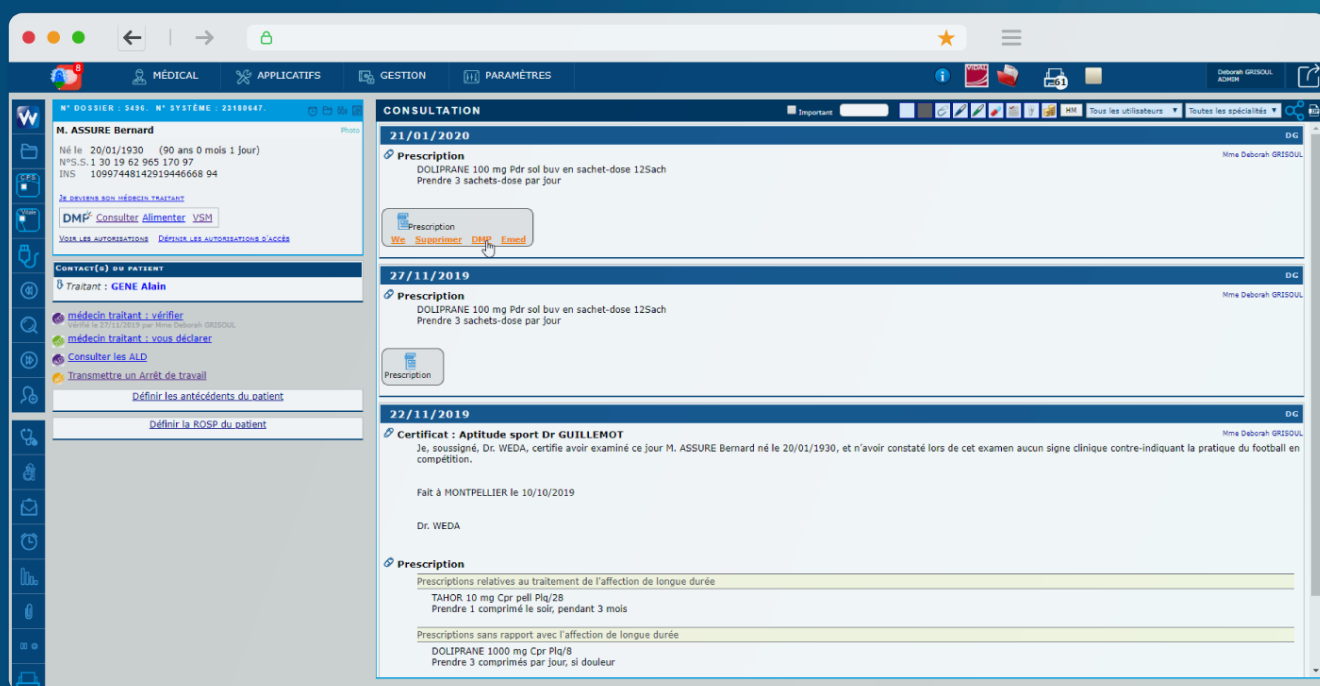 MÉDICAL
APPLICATIFS
GESTION
PARAMÈTRES
8
VIDAL
61
Deborah GRISOUL
ADMIN
N° DOSSIER : 5496. N° SYSTÈME : 22180647.
M. ASSURE Bernard
Photo
Né le 20/01/1930 (90 ans 0 mois 1 jour)
N°S.S. 1 30 19 62 965 170 97
INS 10997448142919446668 94
JE DEVIENS SON MÉDECIN TRAITANT
DMP Consulter Alimenter VSM
VOIR LES AUTORISATIONS DÉFINIR LES AUTORISATIONS D'ACCÈS
CONTACT(S) DU PATIENT
Traitant : GENE Alain
médecin traitant : vérifier
Vérifié le 27/11/2019 par Mme Deborah GRISOUL
médecin traitant : vous déclarer
Consulter les ALD
Transmettre un Arrêt de travail
Définir les antécédents du patient
Définir la ROSP du patient
W
CPS
Vitale
CONSULTATION
Important
HM
Tous les utilisateurs
Toutes les spécialités
21/01/2020
DG
Prescription
Mme Deborah GRISOUL
DOLIPRANE 100 mg Pdr sol buv en sachet-dose 12Sach
Prendre 3 sachets-dose par jour
Prescription
We Supprimer DMP Emed
27/11/2019
DG
Prescription
Mme Deborah GRISOUL
DOLIPRANE 100 mg Pdr sol buv en sachet-dose 12Sach
Prendre 3 sachets-dose par jour
Prescription
22/11/2019
DG
Certificat : Aptitude sport Dr GUILLEMOT
Mme Deborah GRISOUL
Je, soussigné, Dr. WEDA, certifie avoir examiné ce jour M. ASSURE Bernard né le 20/01/1930, et n'avoir constaté lors de cet examen aucun signe clinique contre-indiquant la pratique du football en
compétition.
Fait à MONTPELLIER le 10/10/2019
Dr. WEDA
Prescription
Prescriptions relatives au traitement de l'affection de longue durée
TAHOR 10 mg Cpr pell Plq/28
Prendre 1 comprimé le soir, pendant 3 mois
Prescriptions sans rapport avec l'affection de longue durée
DOLIPRANE 1000 mg Cpr Plq/8
Prendre 3 comprimés par jour, si douleur